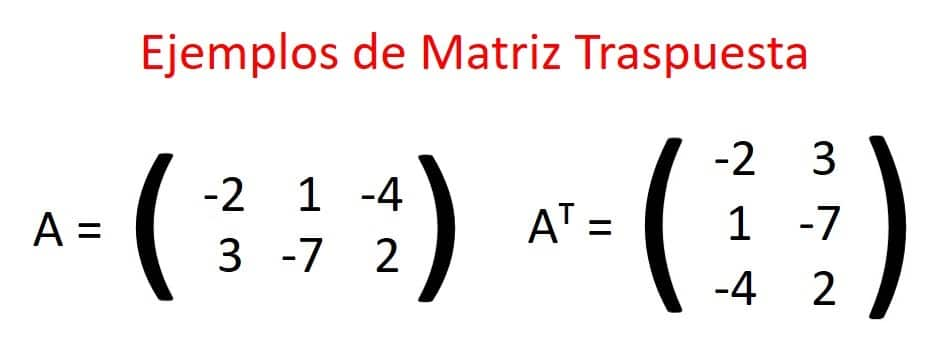 Ejemplos de Matriz Traspuesta
A = ( -2 1 -4
3 -7 2 )
Aᵀ = ( -2 3
1 -7
-4 2 )